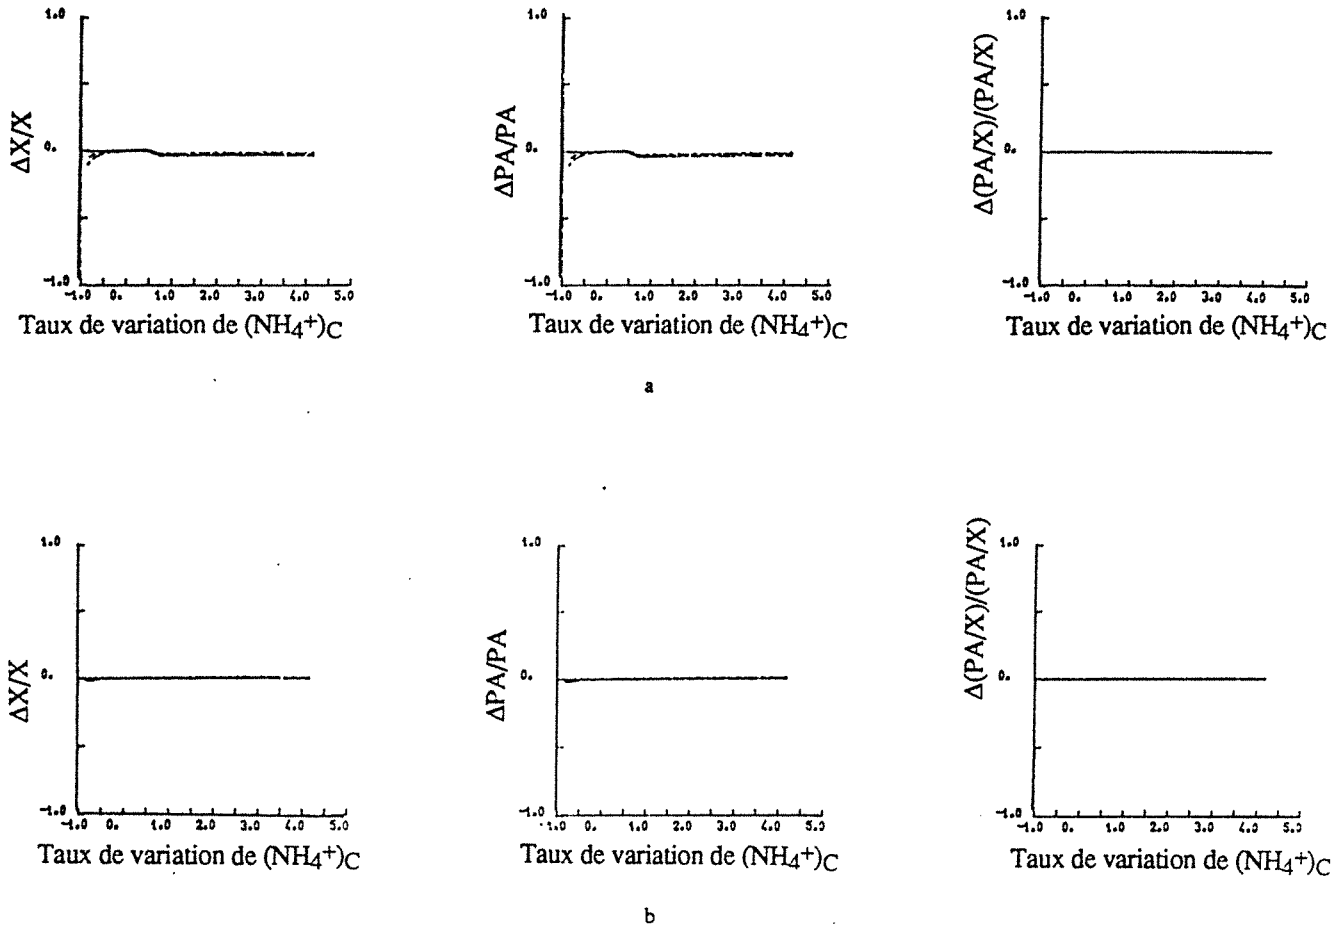 1.0 1.0 1.0
ΔX/X ΔPA/PA Δ(PA/X)/(PA/X)
0. 0. 0.
-1.0 -1.0 -1.0
-1.0 0. 1.0 2.0 3.0 4.0 5.0 -1.0 0. 1.0 2.0 3.0 4.0 5.0 -1.0 0. 1.0 2.0 3.0 4.0 5.0
Taux de variation de (NH4+)C Taux de variation de (NH4+)C Taux de variation de (NH4+)C
a
1.0 1.0 1.0
ΔX/X ΔPA/PA Δ(PA/X)/(PA/X)
0. 0. 0.
-1.0 -1.0 -1.0
-1.0 0. 1.0 2.0 3.0 4.0 5.0 -1.0 0. 1.0 2.0 3.0 4.0 5.0 -1.0 0. 1.0 2.0 3.0 4.0 5.0
Taux de variation de (NH4+)C Taux de variation de (NH4+)C Taux de variation de (NH4+)C
b